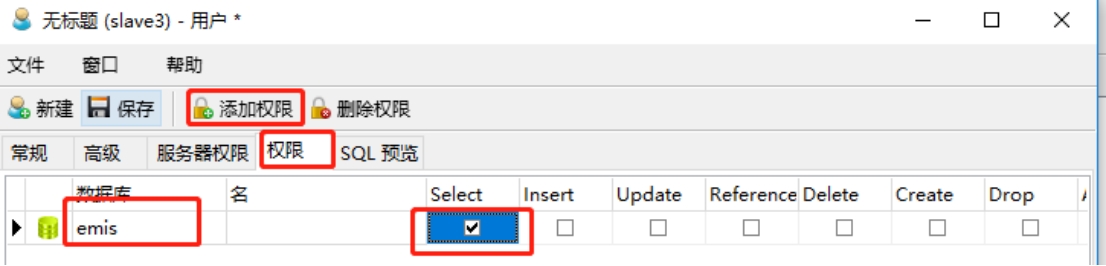 无标题 (slave3) - 用户 *
文件 窗口 帮助
新建 保存 添加权限 删除权限
常规 高级 服务器权限 权限 SQL 预览
数据库 名 Select Insert Update Reference Delete Create Drop
emis